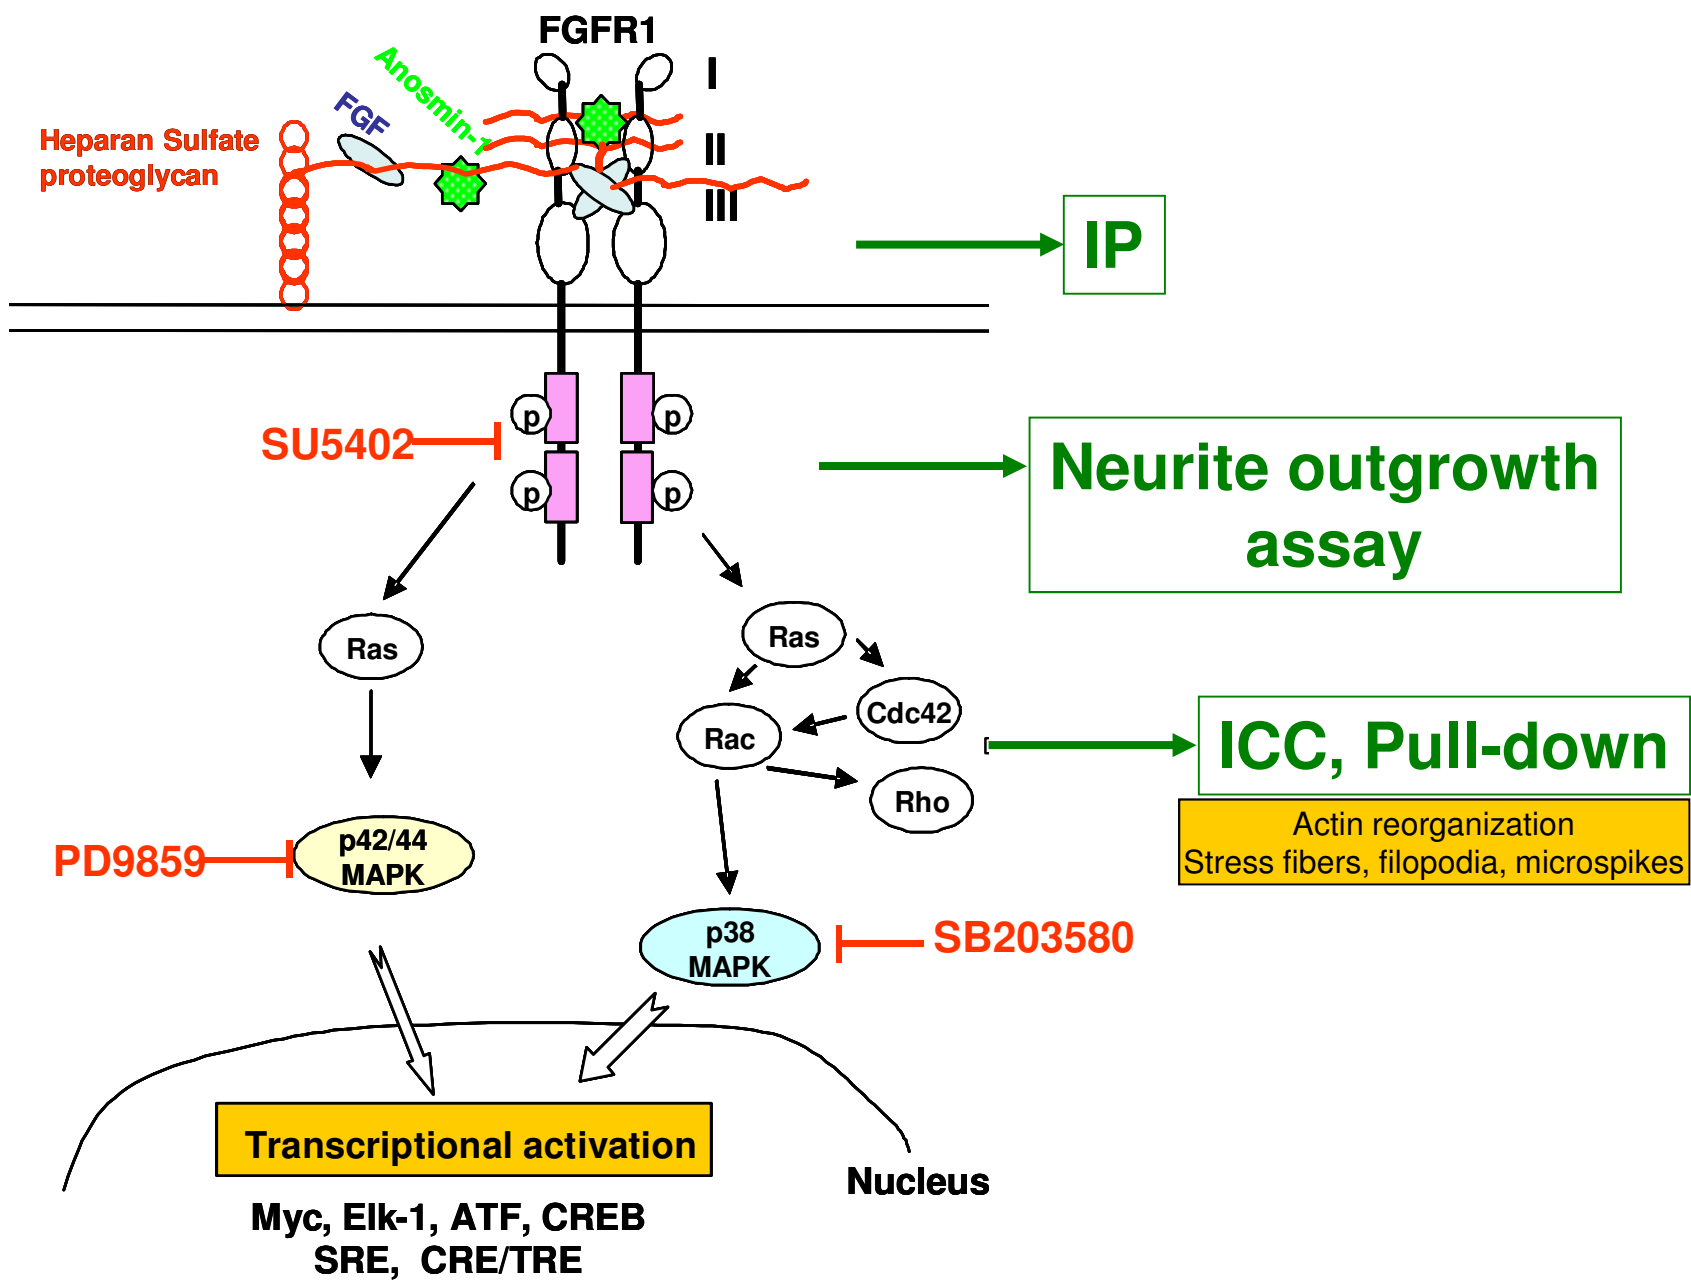 FGFR1
I
Anosmin-1
FGF
Heparan Sulfate
proteoglycan
II
III
IP
p
p
SU5402
p
p
Neurite outgrowth
assay
Ras
Ras
Cdc42
Rac
Rho
ICC, Pull-down
Actin reorganization
Stress fibers, filopodia, microspikes
p42/44
MAPK
PD9859
p38
MAPK
SB203580
Transcriptional activation
Nucleus
Myc, Elk-1, ATF, CREB
SRE, CRE/TRE